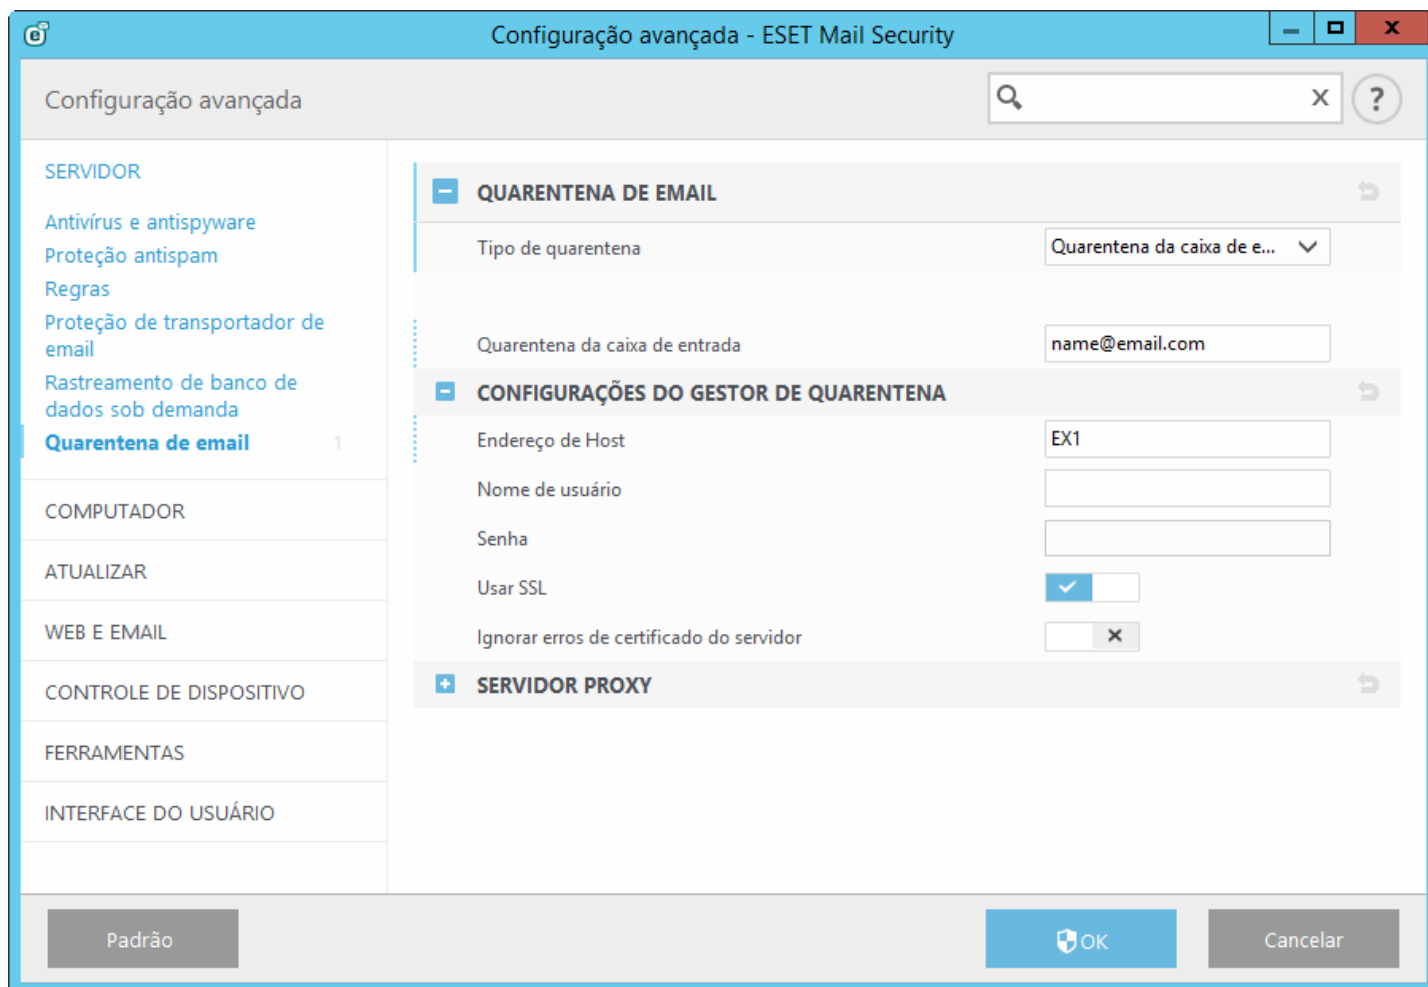 Configuração avançada - ESET Mail Security
Configuração avançada
X
?
SERVIDOR
Antivírus e antispyware
Proteção antispam
Regras
Proteção de transportador de
email
Rastreamento de banco de
dados sob demanda
Quarentena de email 1
COMPUTADOR
ATUALIZAR
WEB E EMAIL
CONTROLE DE DISPOSITIVO
FERRAMENTAS
INTERFACE DO USUÁRIO
QUARENTENA DE EMAIL
Tipo de quarentena Quarentena da caixa de e...
Quarentena da caixa de entrada name@email.com
CONFIGURAÇÕES DO GESTOR DE QUARENTENA
Endereço de Host EX1
Nome de usuário
Senha
Usar SSL
Ignorar erros de certificado do servidor
SERVIDOR PROXY
Padrão
OK
Cancelar